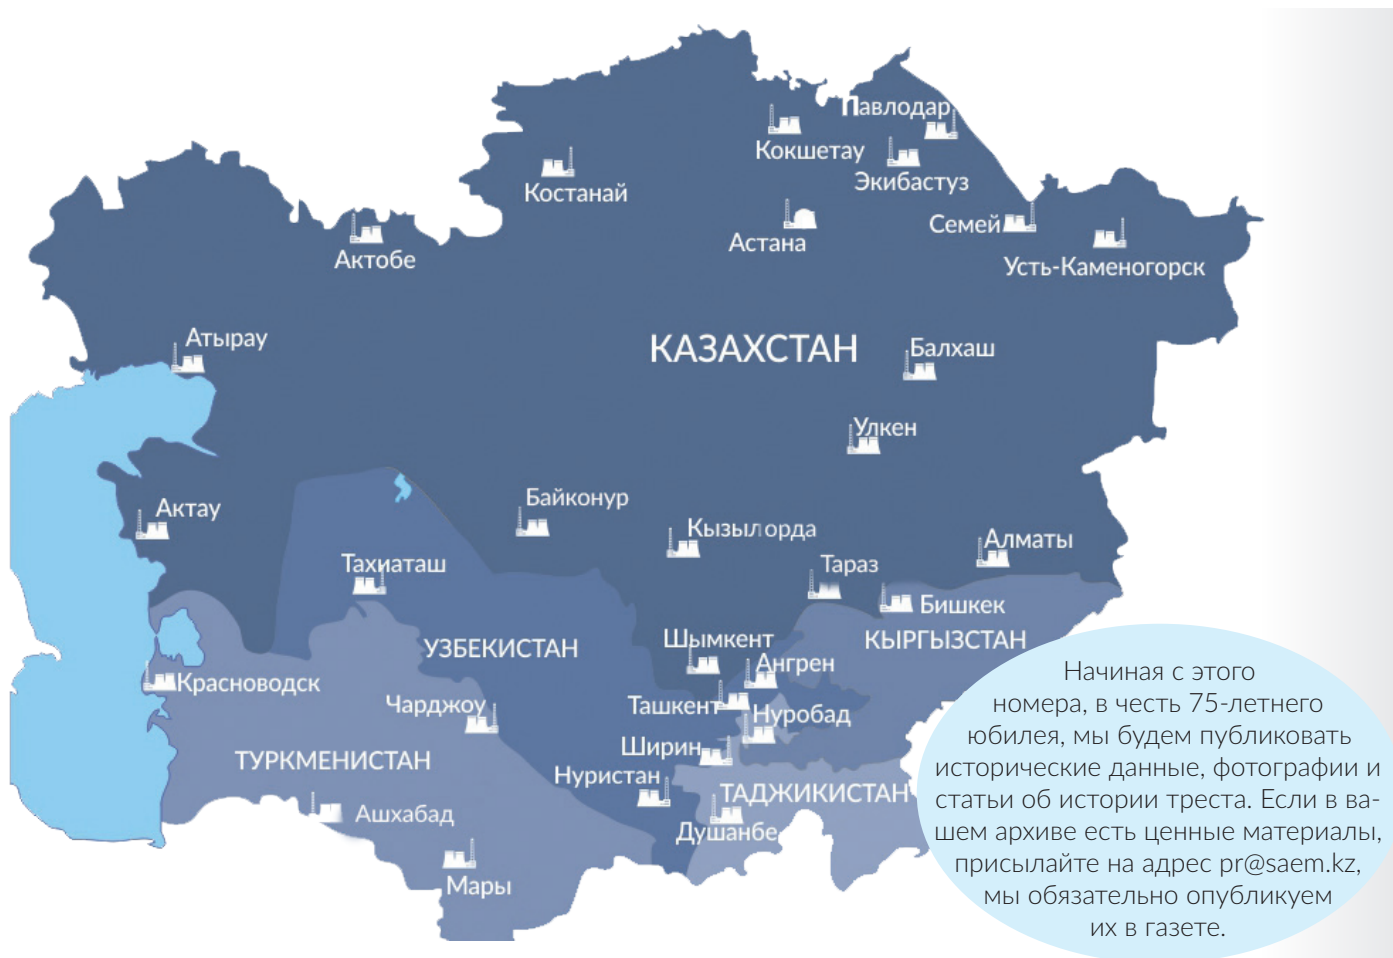 Павлодар
Кокшетау
Экибастуз
Костанай
Семей
Астана
Актобе
Усть-Каменогорск
Атырау
КАЗАХСТАН
Балхаш
Улкен
Байконур
Актау
Кызылорда
Алматы
Тахиаташ
Тараз
Бишкек
Шымкент
КЫРГЫЗСТАН
УЗБЕКИСТАН
Ангрен
Красноводск
Чарджоу
Ташкент
Нуробад
Ширин
ТУРКМЕНИСТАН
Нуристан
ТАДЖИКИСТАН
Ашхабад
Душанбе
Мары
Начиная с этого
номера, в честь 75-летнего
юбилея, мы будем публиковать
исторические данные, фотографии и
статьи об истории треста. Если в ва-
шем архиве есть ценные материалы,
присылайте на адрес pr@saem.kz,
мы обязательно опубликуем
их в газете.